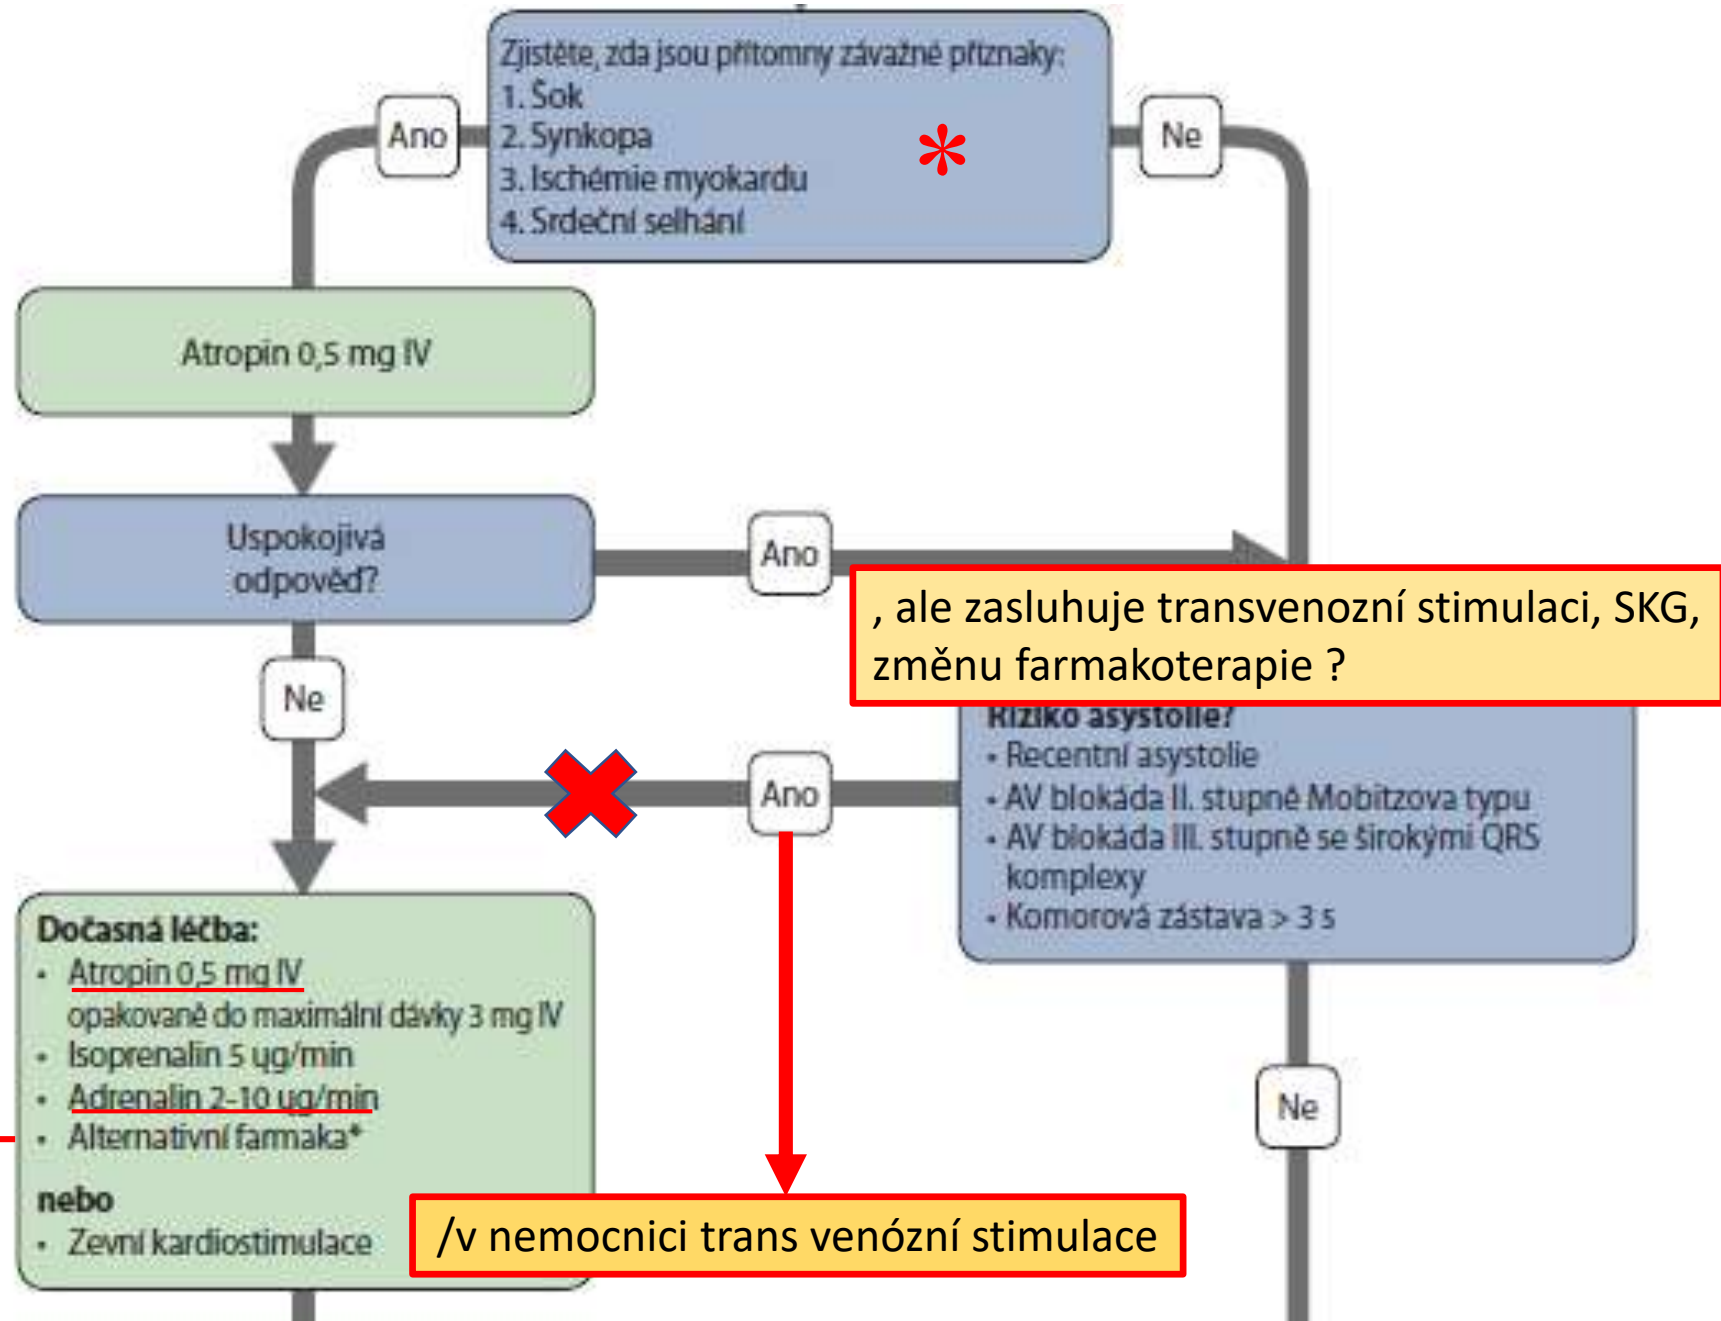 Zjistěte, zda jsou přítomny závažné příznaky:
1. Šok
2. Synkopa
3. Ischémie myokardu
4. Srdeční selhání
*
Ano
Ne
Atropin 0,5 mg IV
Uspokojivá
odpověď?
Ano
, ale zasluhuje transvenozní stimulaci, SKG,
změnu farmakoterapie ?
Ne
Riziko asystolie?
• Recentní asystolie
• AV blokáda II. stupně Mobitzova typu
• AV blokáda III. stupně se širokými QRS
komplexy
• Komorová zástava > 3 s
Ano
Dočasná léčba:
• Atropin 0,5 mg IV
opakovaně do maximální dávky 3 mg IV
• Isoprenalin 5 µg/min
• Adrenalin 2-10 µg/min
• Alternativní farmaka*
nebo
• Zevní kardiostimulace
/v nemocnici trans venózní stimulace
Ne